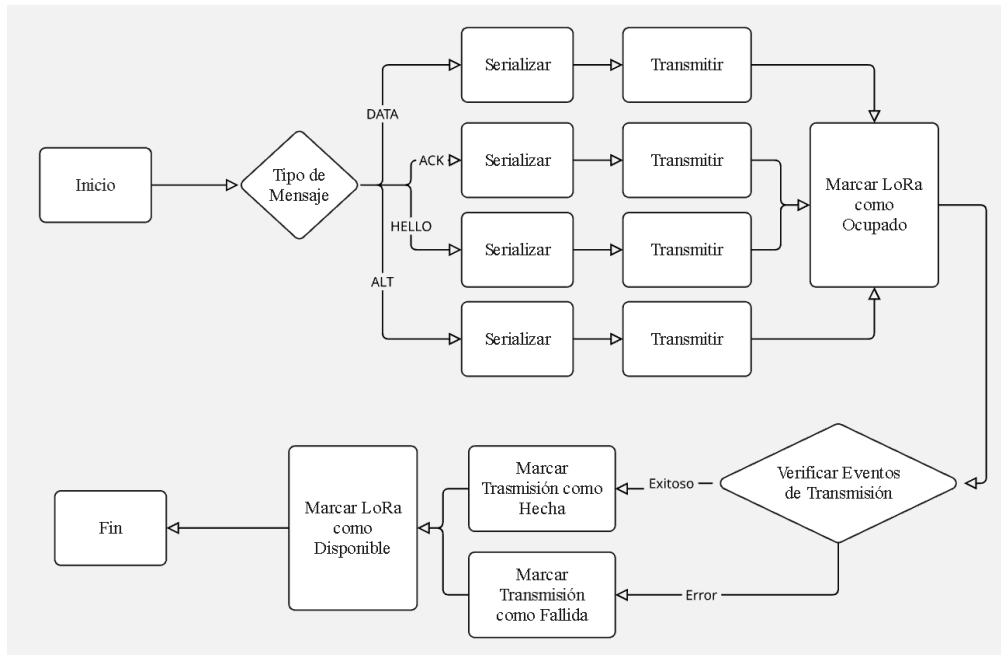 Inicio
Tipo de
Mensaje
DATA
ACK
HELLO
ALT
Serializar
Transmitir
Serializar
Transmitir
Serializar
Transmitir
Serializar
Transmitir
Marcar LoRa
como
Ocupado
Verificar Eventos
de Transmisión
Exitoso
Error
Marcar
Trasmisión como
Hecha
Marcar
Transmisión
como Fallida
Marcar LoRa
como
Disponible
Fin